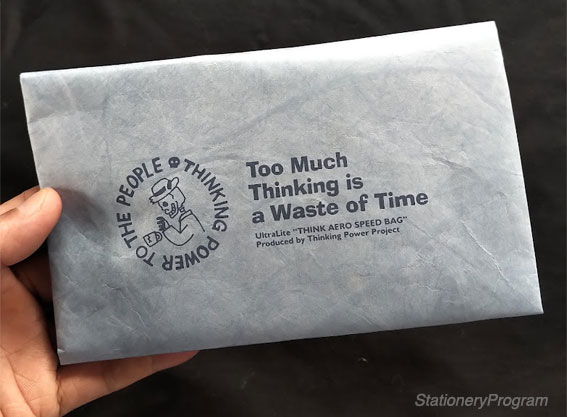 THINKING POWER TO THE PEOPLE
Too Much
Thinking is
a Waste of Time
UltraLite "THINK AERO SPEED BAG"
Produced by Thinking Power Project
StationeryProgram